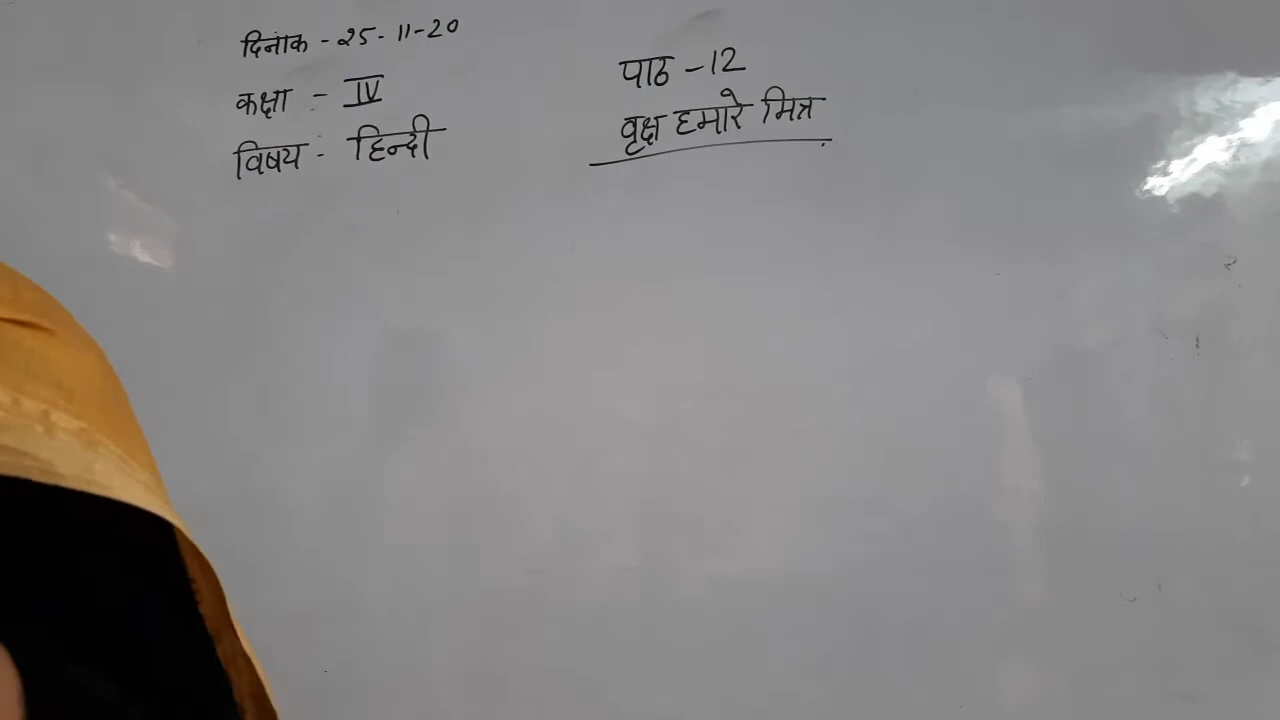 दिनांक - 25-11-20
कक्षा - IV
विषय - हिन्दी
पाठ - 12
वृक्ष हमारे मित्र